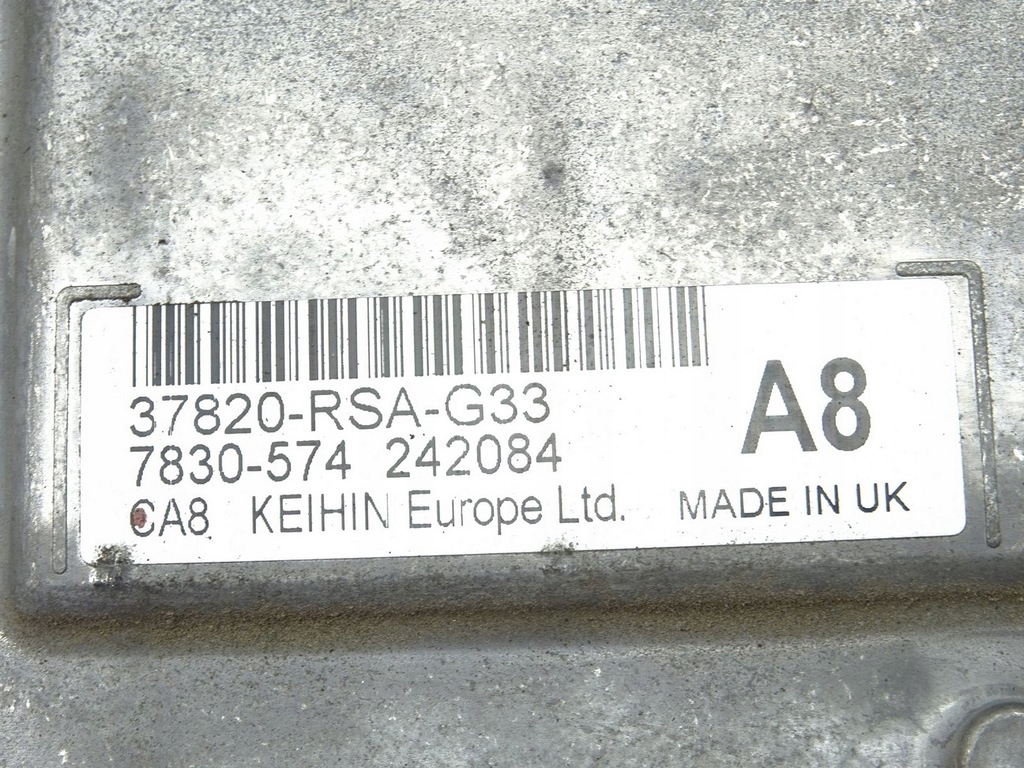 37820-RSA-G33
A8
7830-574 242084
CA8 KEIHIN Europe Ltd. MADE IN UK